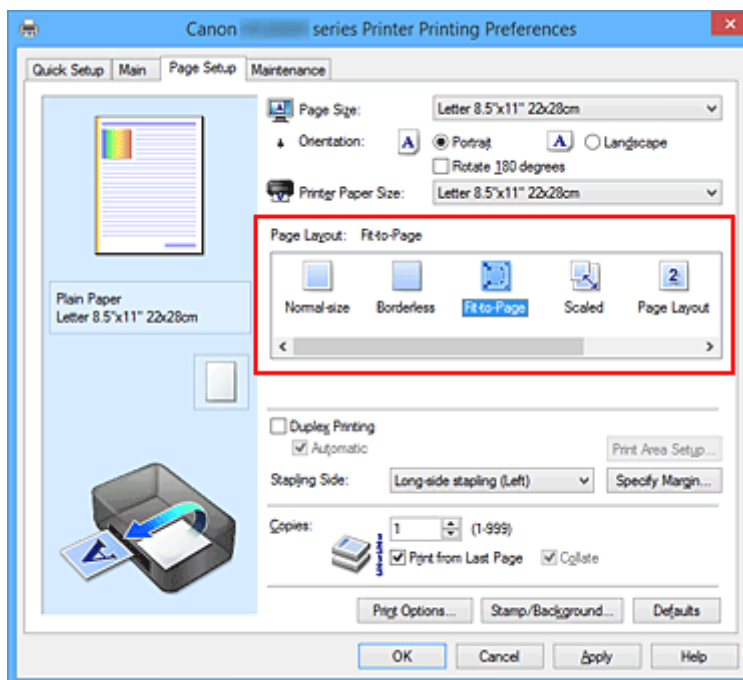 Canon series Printer Printing Preferences
Quick Setup Main Page Setup Maintenance
Page Size: Letter 8.5"x11" 22x28cm
Orientation: A Portrait A Landscape
Rotate 180 degrees
Printer Paper Size: Letter 8.5"x11" 22x28cm
Page Layout: Fit-to-Page
2
Normal-size Borderless Fit-to-Page Scaled Page Layout
Plain Paper
Letter 8.5"x11" 22x28cm
Duplex Printing
Automatic
Print Area Setup...
Stapling Side: Long-side stapling (Left) Specify Margin...
Copies: 1 (1-999)
Print from Last Page Collate
A
Print Options... Stamp/Background... Defaults
OK Cancel Apply Help